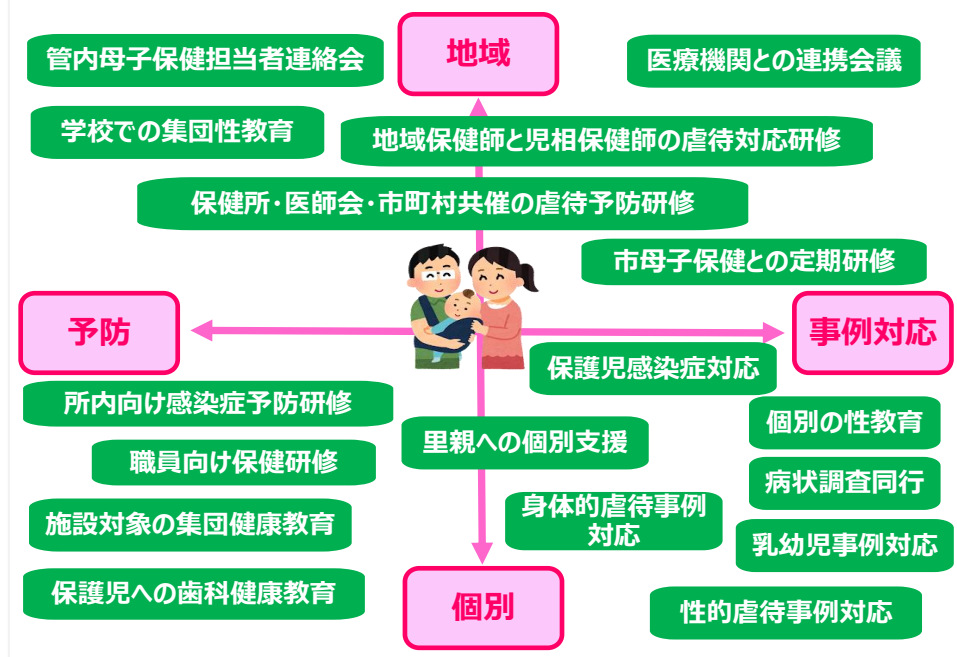 地域
管内母子保健担当者連絡会
医療機関との連携会議
学校での集団性教育
地域保健師と児相保健師の虐待対応研修
保健所・医師会・市町村共催の虐待予防研修
市母子保健との定期研修
予防
事例対応
保護児感染症対応
所内向け感染症予防研修
個別の性教育
里親への個別支援
職員向け保健研修
病状調査同行
身体的虐待事例
対応
施設対象の集団健康教育
乳幼児事例対応
保護児への歯科健康教育
個別
性的虐待事例対応